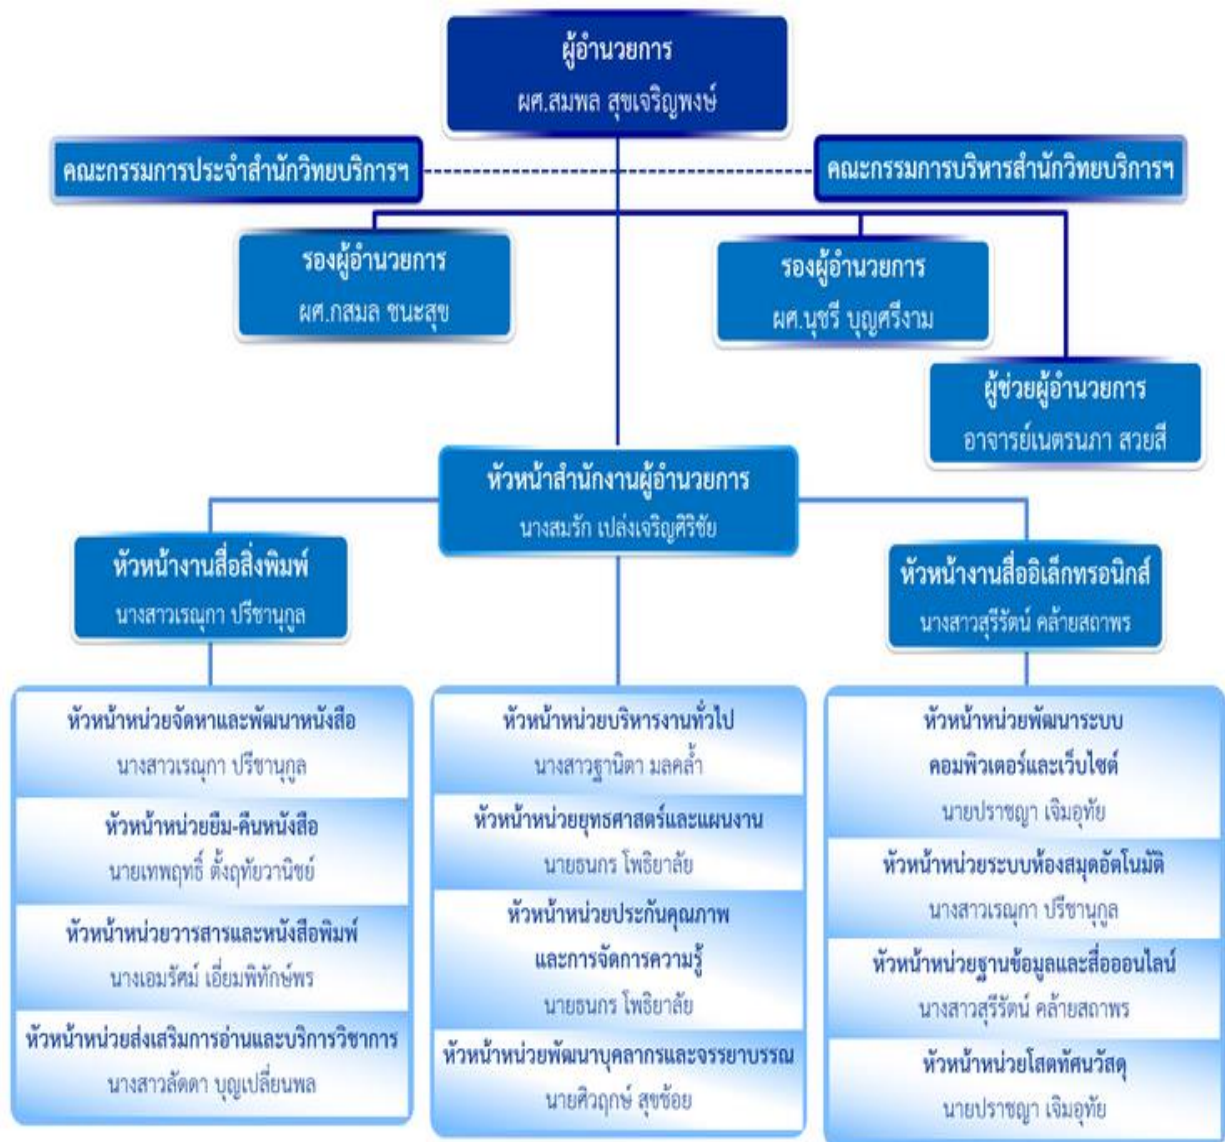 ผู้อำนวยการ
ผศ.สมพล สุขเจริญพงษ์
คณะกรรมการประจำสำนักวิทยบริการฯ
คณะกรรมการบริหารสำนักวิทยบริการฯ
รองผู้อำนวยการ
ผศ.กสมล ชนะสุข
รองผู้อำนวยการ
ผศ.นุชรี บุญศรีงาม
ผู้ช่วยผู้อำนวยการ
อาจารย์เนตรนภา สวยสี
หัวหน้าสำนักงานผู้อำนวยการ
นางสมรัก เปล่งเจริญศิริชัย
หัวหน้างานสื่อสิ่งพิมพ์
นางสาวเรณุกา ปรีชานุกูล
หัวหน้างานสื่ออิเล็กทรอนิกส์
นางสาวสุรีรัตน์ คล้ายสถาพร
หัวหน้าหน่วยจัดหาและพัฒนาหนังสือ
นางสาวเรณุกา ปรีชานุกูล
หัวหน้าหน่วยยืม-คืนหนังสือ
นายเทพฤทธิ์ ตั้งฤทัยวานิชย์
หัวหน้าหน่วยวารสารและหนังสือพิมพ์
นางเอมรัศม์ เอี่ยมพิทักษ์พร
หัวหน้าหน่วยส่งเสริมการอ่านและบริการวิชาการ
นางสาวลัดดา บุญเปลี่ยนพล
หัวหน้าหน่วยบริหารงานทั่วไป
นางสาวฐานิตา มลคล้ำ
หัวหน้าหน่วยยุทธศาสตร์และแผนงาน
นายธนกร โพธิยาลัย
หัวหน้าหน่วยประกันคุณภาพ
และการจัดการความรู้
นายธนกร โพธิยาลัย
หัวหน้าหน่วยพัฒนาบุคลากรและจรรยาบรรณ
นายศิวฤกษ์ สุขช้อย
หัวหน้าหน่วยพัฒนาระบบ
คอมพิวเตอร์และเว็บไซต์
นายปราชญา เจิมอุทัย
หัวหน้าหน่วยระบบห้องสมุดอัตโนมัติ
นางสาวเรณุกา ปรีชานุกูล
หัวหน้าหน่วยฐานข้อมูลและสื่อออนไลน์
นางสาวสุรีรัตน์ คล้ายสถาพร
หัวหน้าหน่วยโสตทัศนวัสดุ
นายปราชญา เจิมอุทัย